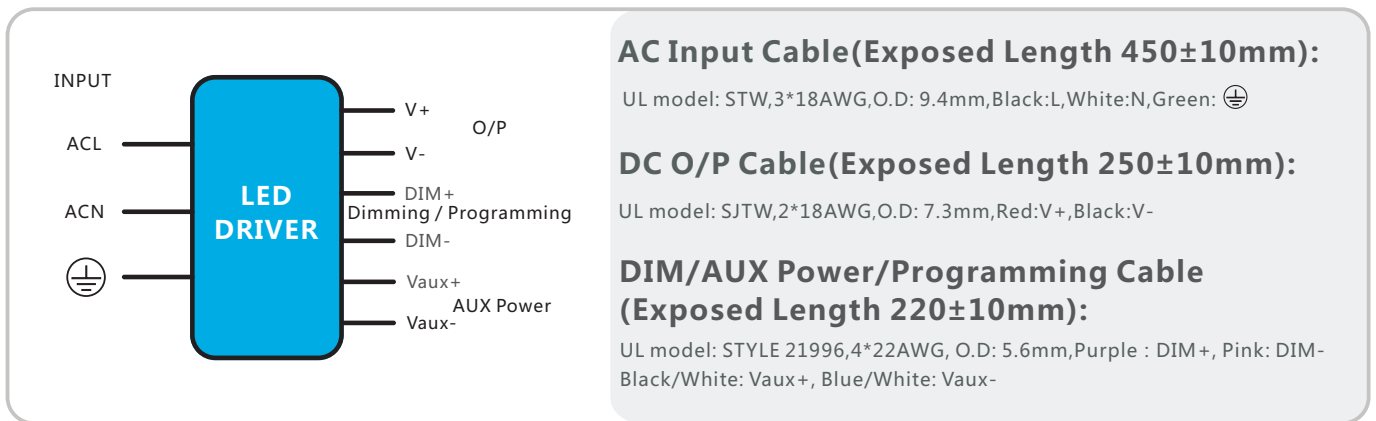 INPUT
ACL
ACN
LED
DRIVER
V+
O/P
V-
DIM+
Dimming / Programming
DIM-
Vaux+
AUX Power
Vaux-
AC Input Cable(Exposed Length 450±10mm):
UL model: STW,3*18AWG,O.D: 9.4mm,Black:L,White:N,Green: ⏚
DC O/P Cable(Exposed Length 250±10mm):
UL model: SJTW,2*18AWG,O.D: 7.3mm,Red:V+,Black:V-
DIM/AUX Power/Programming Cable
(Exposed Length 220±10mm):
UL model: STYLE 21996,4*22AWG, O.D: 5.6mm,Purple : DIM+, Pink: DIM-
Black/White: Vaux+, Blue/White: Vaux-